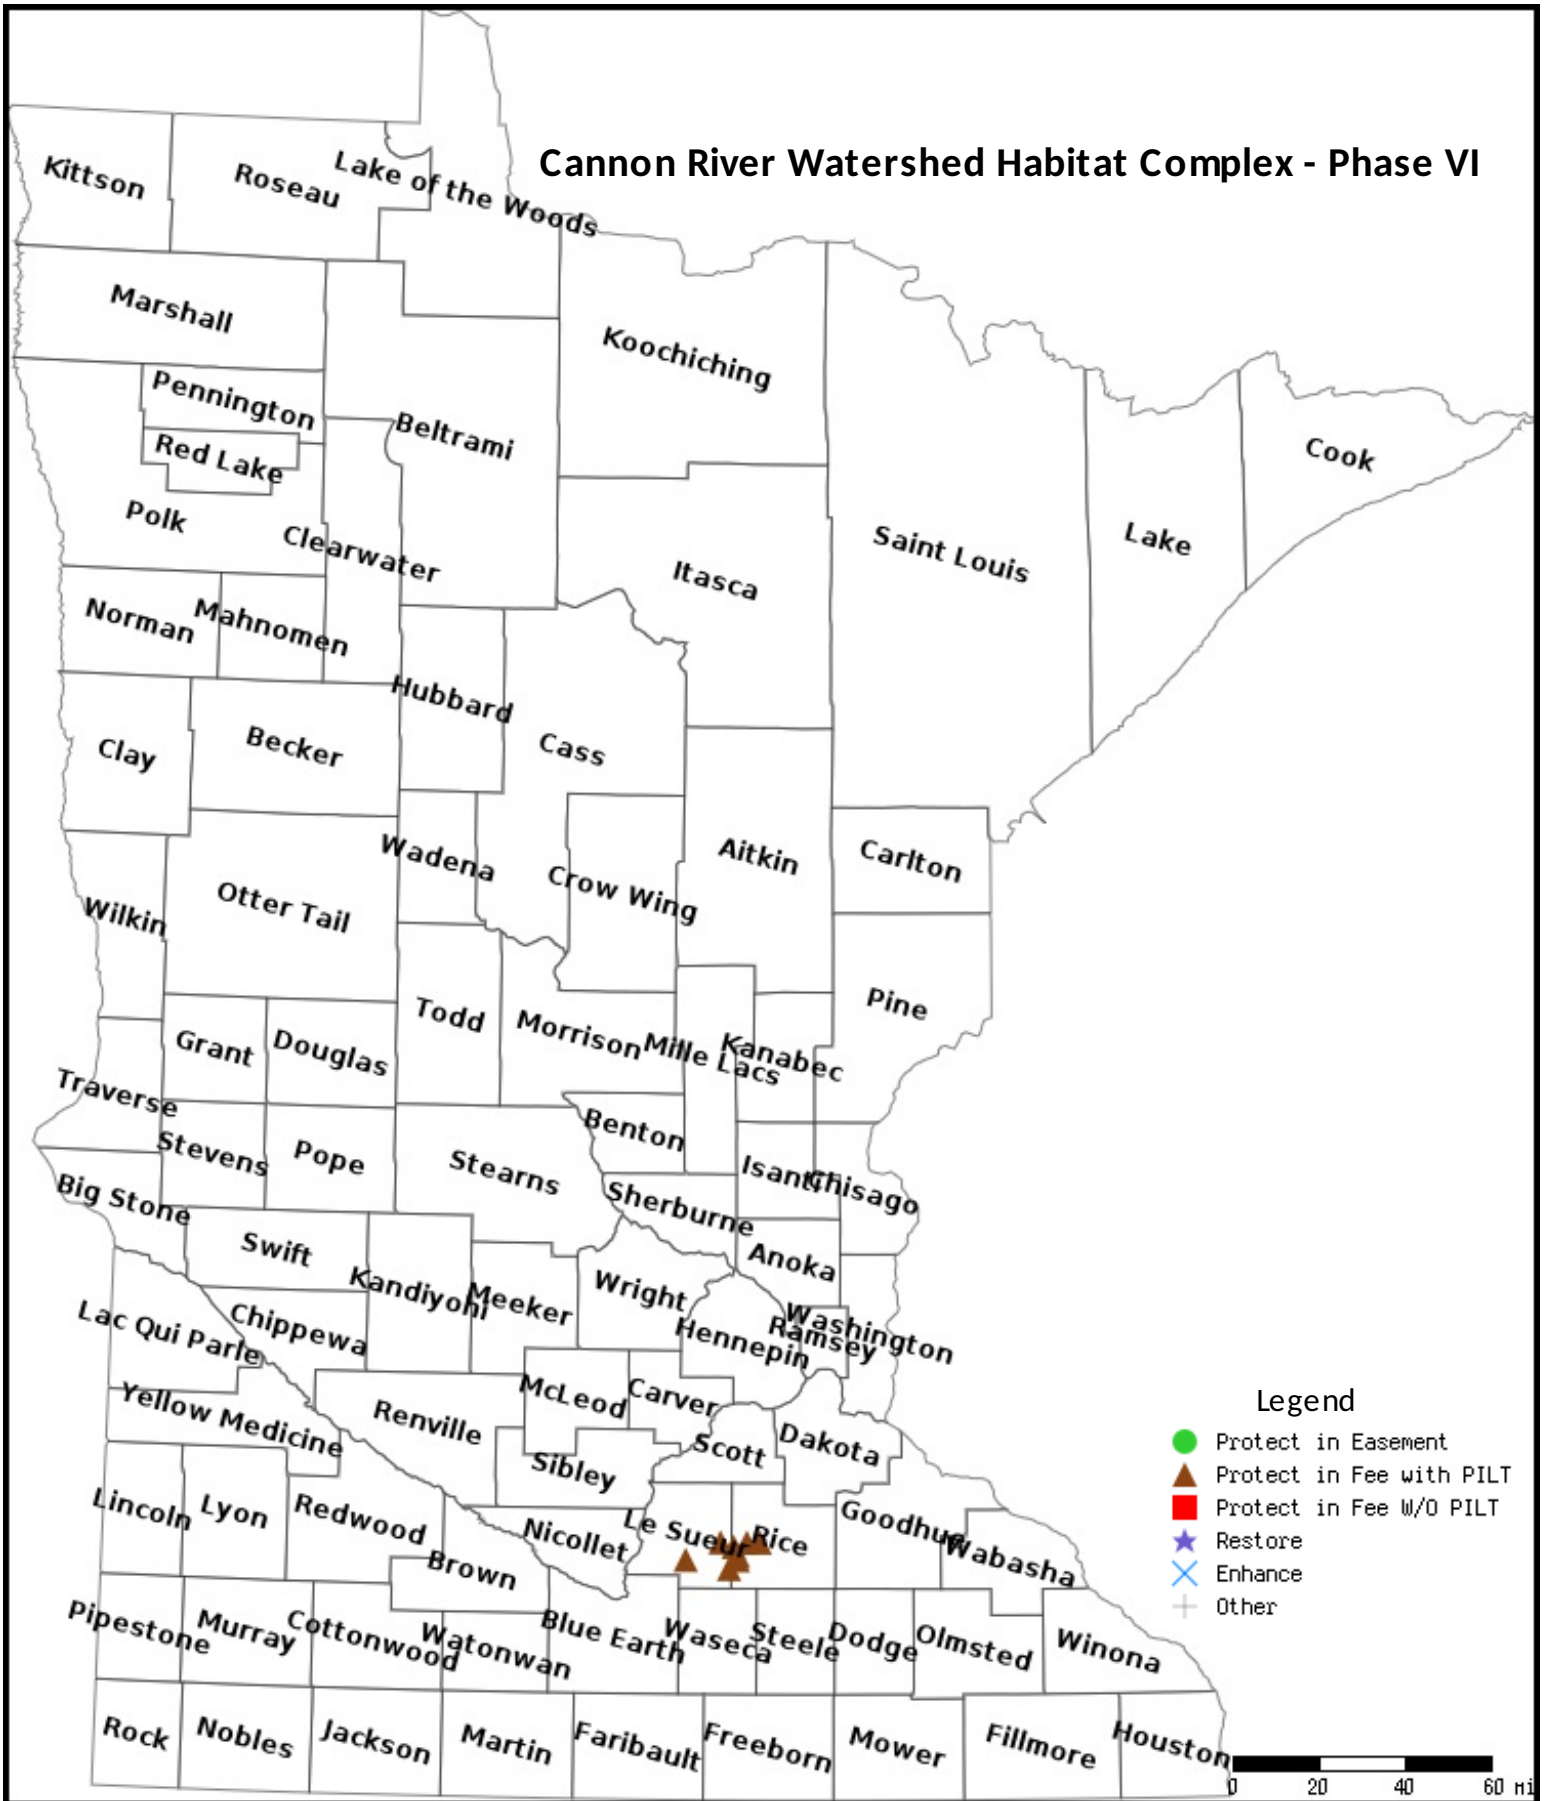 Cannon River Watershed Habitat Complex - Phase VI
Kittson
Roseau
Lake of the Woods
Marshall
Koochiching
Pennington
Beltrami
Red Lake
Cook
Polk
Clearwater
Saint Louis
Lake
Itasca
Norman
Mahnomen
Hubbard
Clay
Becker
Cass
Wadena
Aitkin
Carlton
Crow Wing
Otter Tail
Wilkin
Pine
Todd
Morrison
Mille Lacs
Kanabec
Grant
Douglas
Traverse
Benton
Stevens
Pope
Stearns
Isanti
Chisago
Big Stone
Sherburne
Swift
Anoka
Kandiyohi
Meeker
Wright
Washington
Ramsey
Hennepin
Lac Qui Parle
Chippewa
McLeod
Carver
Yellow Medicine
Renville
Scott
Dakota
Sibley
Legend
Protect in Easement
Protect in Fee with PILT
Protect in Fee W/O PILT
Restore
Enhance
Other
Lincoln
Lyon
Redwood
Nicollet
Le Sueur
Rice
Goodhue
Wabasha
Brown
Pipestone
Murray
Cottonwood
Watonwan
Blue Earth
Waseca
Steele
Dodge
Olmsted
Winona
Rock
Nobles
Jackson
Martin
Faribault
Freeborn
Mower
Fillmore
Houston
0 20 40 60 mi